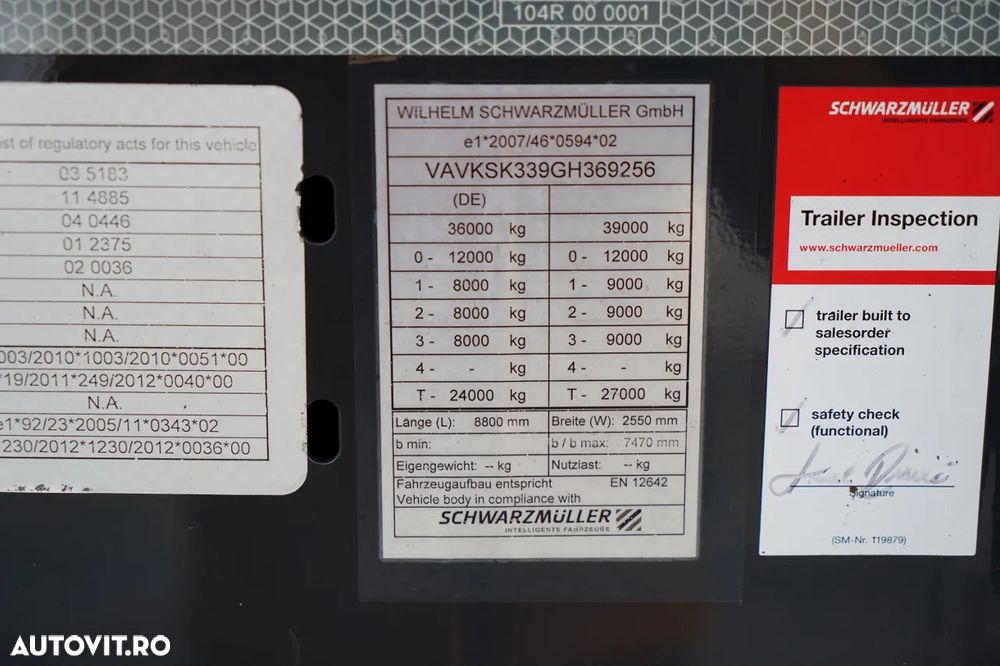 104R 00 0001
st of regulatory acts for this vehicle
03 5183
11 4885
04 0446
01 2375
02 0036
N.A.
N.A.
N.A.
003/2010*1003/2010*0051*00
*19/2011*249/2012*0040*00
N.A.
e1*92/23*2005/11*0343*02
1230/2012*1230/2012*0036*00
WILHELM SCHWARZMÜLLER GmbH
e1*2007/46*0594*02
VAVKSK339GH369256
(DE)
36000 kg 39000 kg
0 - 12000 kg 0 - 12000 kg
1 - 8000 kg 1 - 9000 kg
2 - 8000 kg 2 - 9000 kg
3 - 8000 kg 3 - 9000 kg
4 - - kg 4 - - kg
T - 24000 kg T - 27000 kg
Länge (L): 8800 mm Breite (W): 2550 mm
b min: b / b max: 7470 mm
Eigengewicht: -- kg Nutzlast: -- kg
Fahrzeugaufbau entspricht EN 12642
Vehicle body in compliance with
SCHWARZMÜLLER
INTELLIGENTE FAHRZEUGE
SCHWARZMÜLLER
INTELLIGENTE FAHRZEUGE
Trailer Inspection
www.schwarzmueller.com
trailer built to
salesorder
specification
safety check
(functional)
Signature
(SM-Nr. 119879)
AUTOVIT.RO